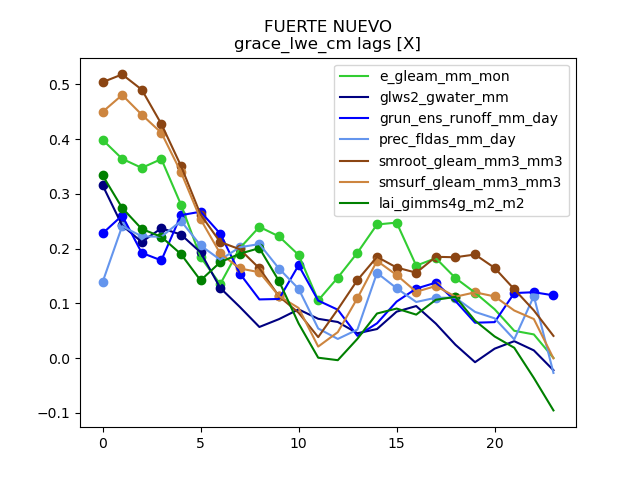 FUERTE NUEVO
grace_lwe_cm lags [X]
e_gleam_mm_mon
glws2_gwater_mm
grun_ens_runoff_mm_day
prec_fldas_mm_day
smroot_gleam_mm3_mm3
smsurf_gleam_mm3_mm3
lai_gimms4g_m2_m2
0.5
0.4
0.3
0.2
0.1
0.0
−0.1
0 5 10 15 20